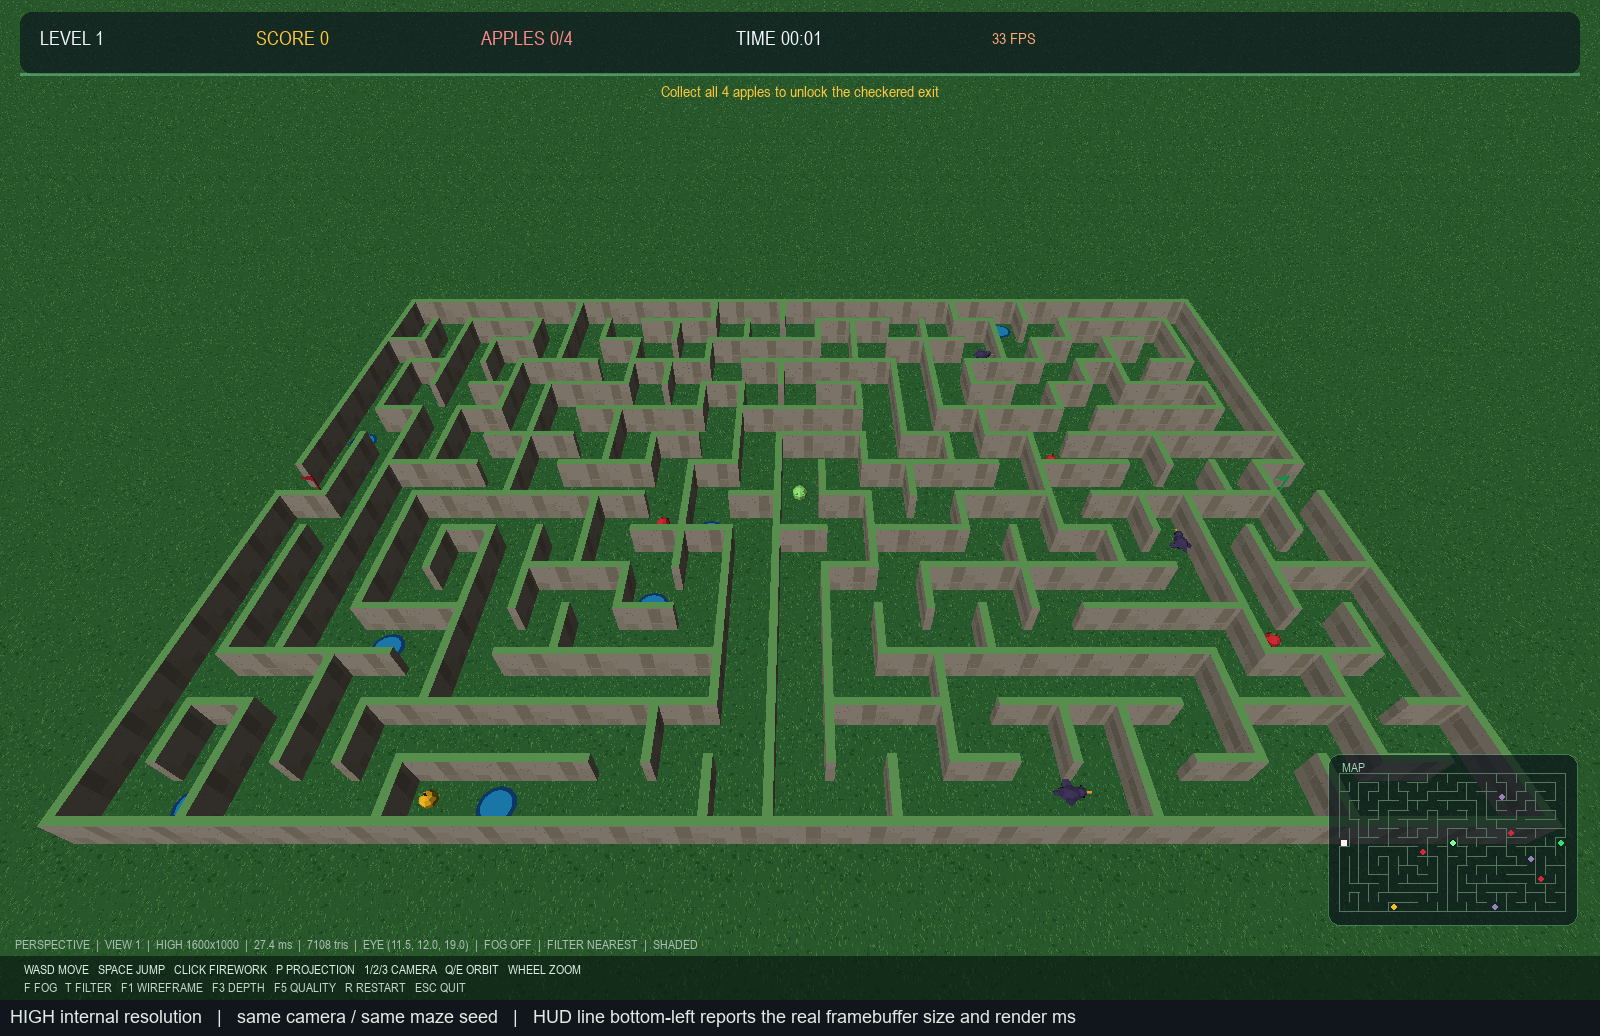 LEVEL 1 SCORE 0 APPLES 0/4 TIME 00:01 33 FPS
Collect all 4 apples to unlock the checkered exit
MAP
PERSPECTIVE | VIEW 1 | HIGH 1600x1000 | 27.4 ms | 7108 tris | EYE (11.5, 12.0, 19.0) | FOG OFF | FILTER NEAREST | SHADED
WASD MOVE SPACE JUMP CLICK FIREWORK P PROJECTION 1/2/3 CAMERA Q/E ORBIT WHEEL ZOOM
F FOG T FILTER F1 WIREFRAME F3 DEPTH F5 QUALITY R RESTART ESC QUIT
HIGH internal resolution | same camera / same maze seed | HUD line bottom-left reports the real framebuffer size and render ms